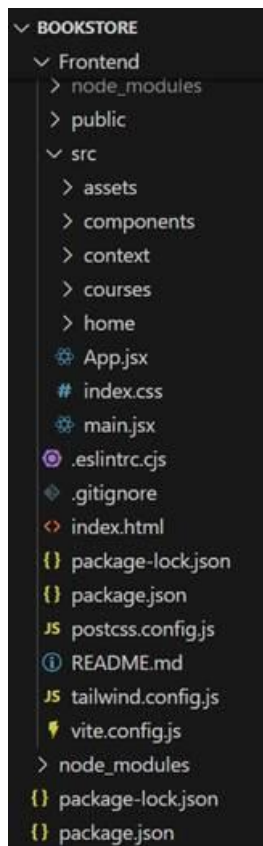 BOOKSTORE
Frontend
node_modules
public
src
assets
components
context
courses
home
App.jsx
# index.css
main.jsx
.eslintrc.cjs
.gitignore
<> index.html
{} package-lock.json
{} package.json
JS postcss.config.js
README.md
JS tailwind.config.js
vite.config.js
node_modules
{} package-lock.json
{} package.json